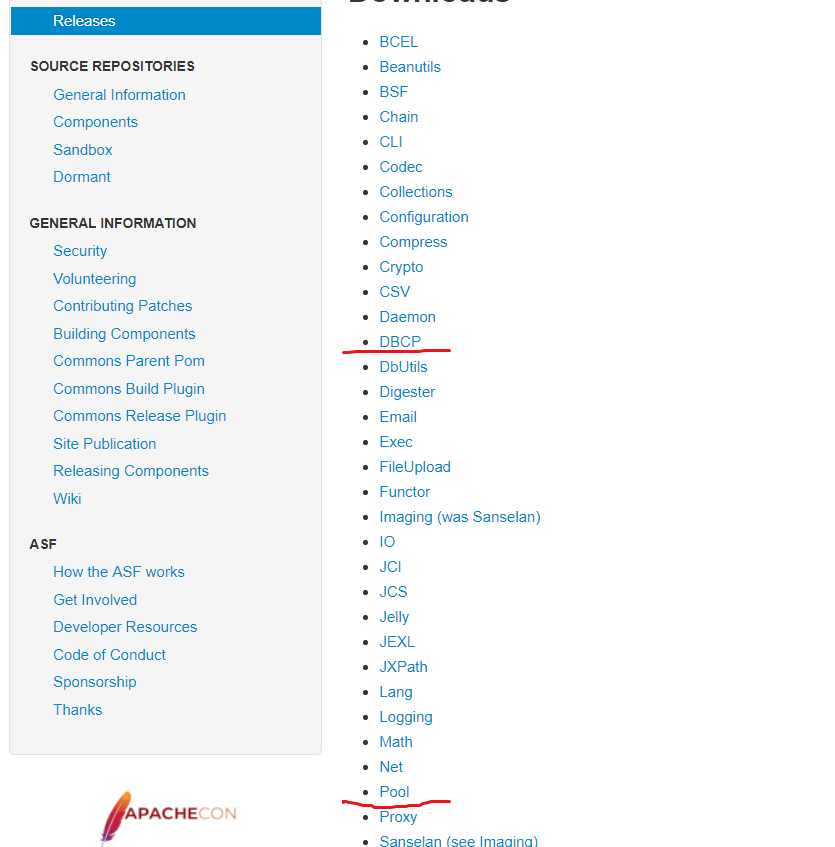 Downloads
Releases
SOURCE REPOSITORIES
General Information
Components
Sandbox
Dormant
GENERAL INFORMATION
Security
Volunteering
Contributing Patches
Building Components
Commons Parent Pom
Commons Build Plugin
Commons Release Plugin
Site Publication
Releasing Components
Wiki
ASF
How the ASF works
Get Involved
Developer Resources
Code of Conduct
Sponsorship
Thanks
APACHECON
BCEL
Beanutils
BSF
Chain
CLI
Codec
Collections
Configuration
Compress
Crypto
CSV
Daemon
DBCP
DbUtils
Digester
Email
Exec
FileUpload
Functor
Imaging (was Sanselan)
IO
JCI
JCS
Jelly
JEXL
JXPath
Lang
Logging
Math
Net
Pool
Proxy
Sanselan (see Imaging)